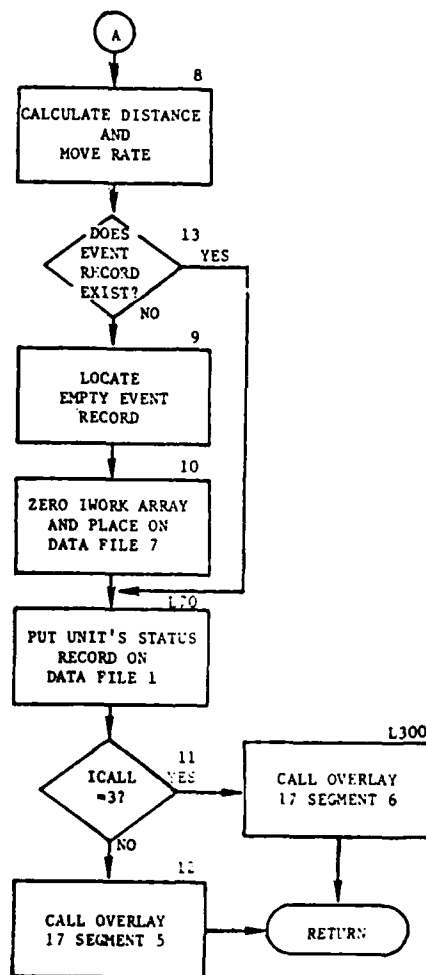 A
8
CALCULATE DISTANCE
AND
MOVE RATE
13
DOES
EVENT
RECORD
EXIST?
YES
NO
9
LOCATE
EMPTY EVENT
RECORD
10
ZERO IWORK ARRAY
AND PLACE ON
DATA FILE 7
L70
PUT UNIT'S STATUS
RECORD ON
DATA FILE 1
11
ICALL
=3?
YES
NO
L300
CALL OVERLAY
17 SEGMENT 6
12
CALL OVERLAY
17 SEGMENT 5
RETURN